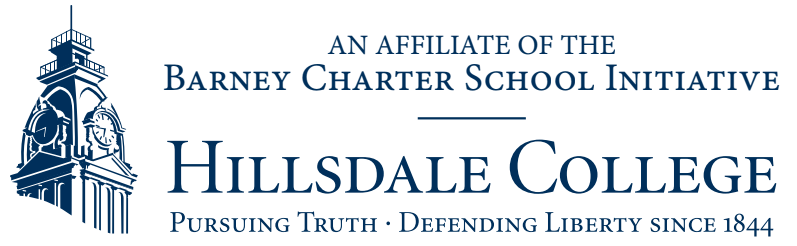 AN AFFILIATE OF THE
BARNEY CHARTER SCHOOL INITIATIVE
HILLSDALE COLLEGE
PURSUING TRUTH · DEFENDING LIBERTY SINCE 1844